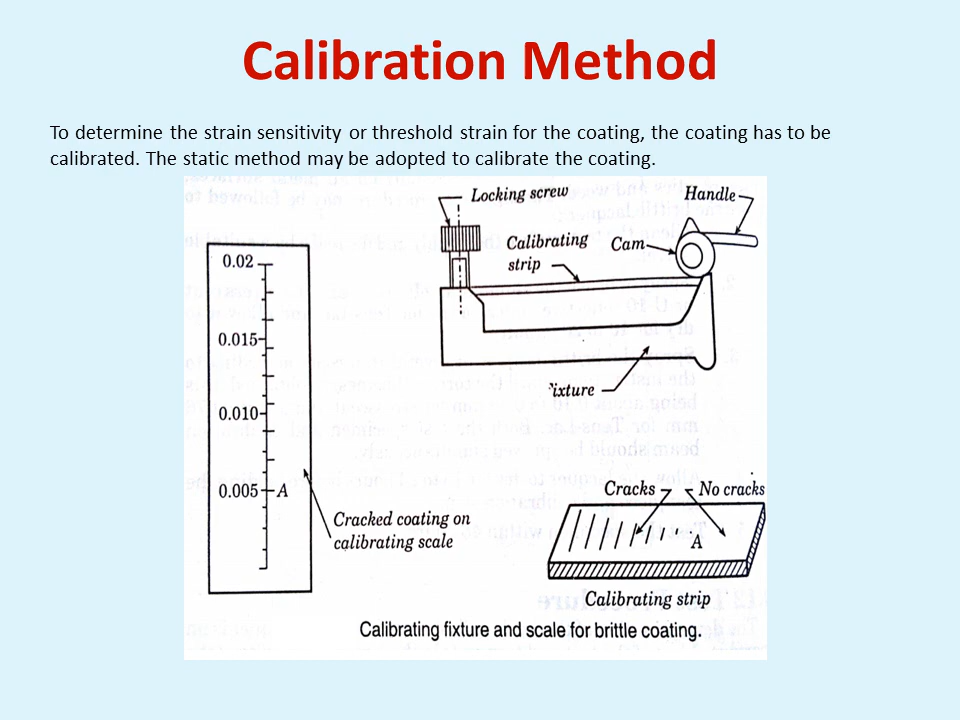 Calibration Method
To determine the strain sensitivity or threshold strain for the coating, the coating has to be
calibrated. The static method may be adopted to calibrate the coating.
Locking screw
Handle
Calibrating
strip
Cam
0.02
0.015
0.010
0.005
A
ixture
Cracked coating on
calibrating scale
Cracks
No cracks
A
Calibrating strip
Calibrating fixture and scale for brittle coating.